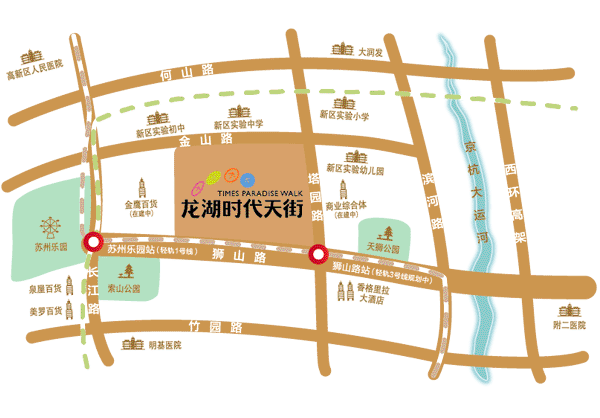 大润发
高新区人民医院
何山路
新区实验小学
新区实验初中
新区实验中学
金山路
京杭大运河
新区实验幼儿园
TIMES PARADISE WALK
龙湖时代天街
塔园路
滨河路
西环高架
金鹰百货
(在建中)
商业综合体
(在建中)
苏州乐园
天狮公园
苏州乐园站(轻轨1号线)
狮山路
狮山路站(轻轨3号线规划中)
长江路
索山公园
泉屋百货
美罗百货
香格里拉
大酒店
附二医院
竹园路
明基医院